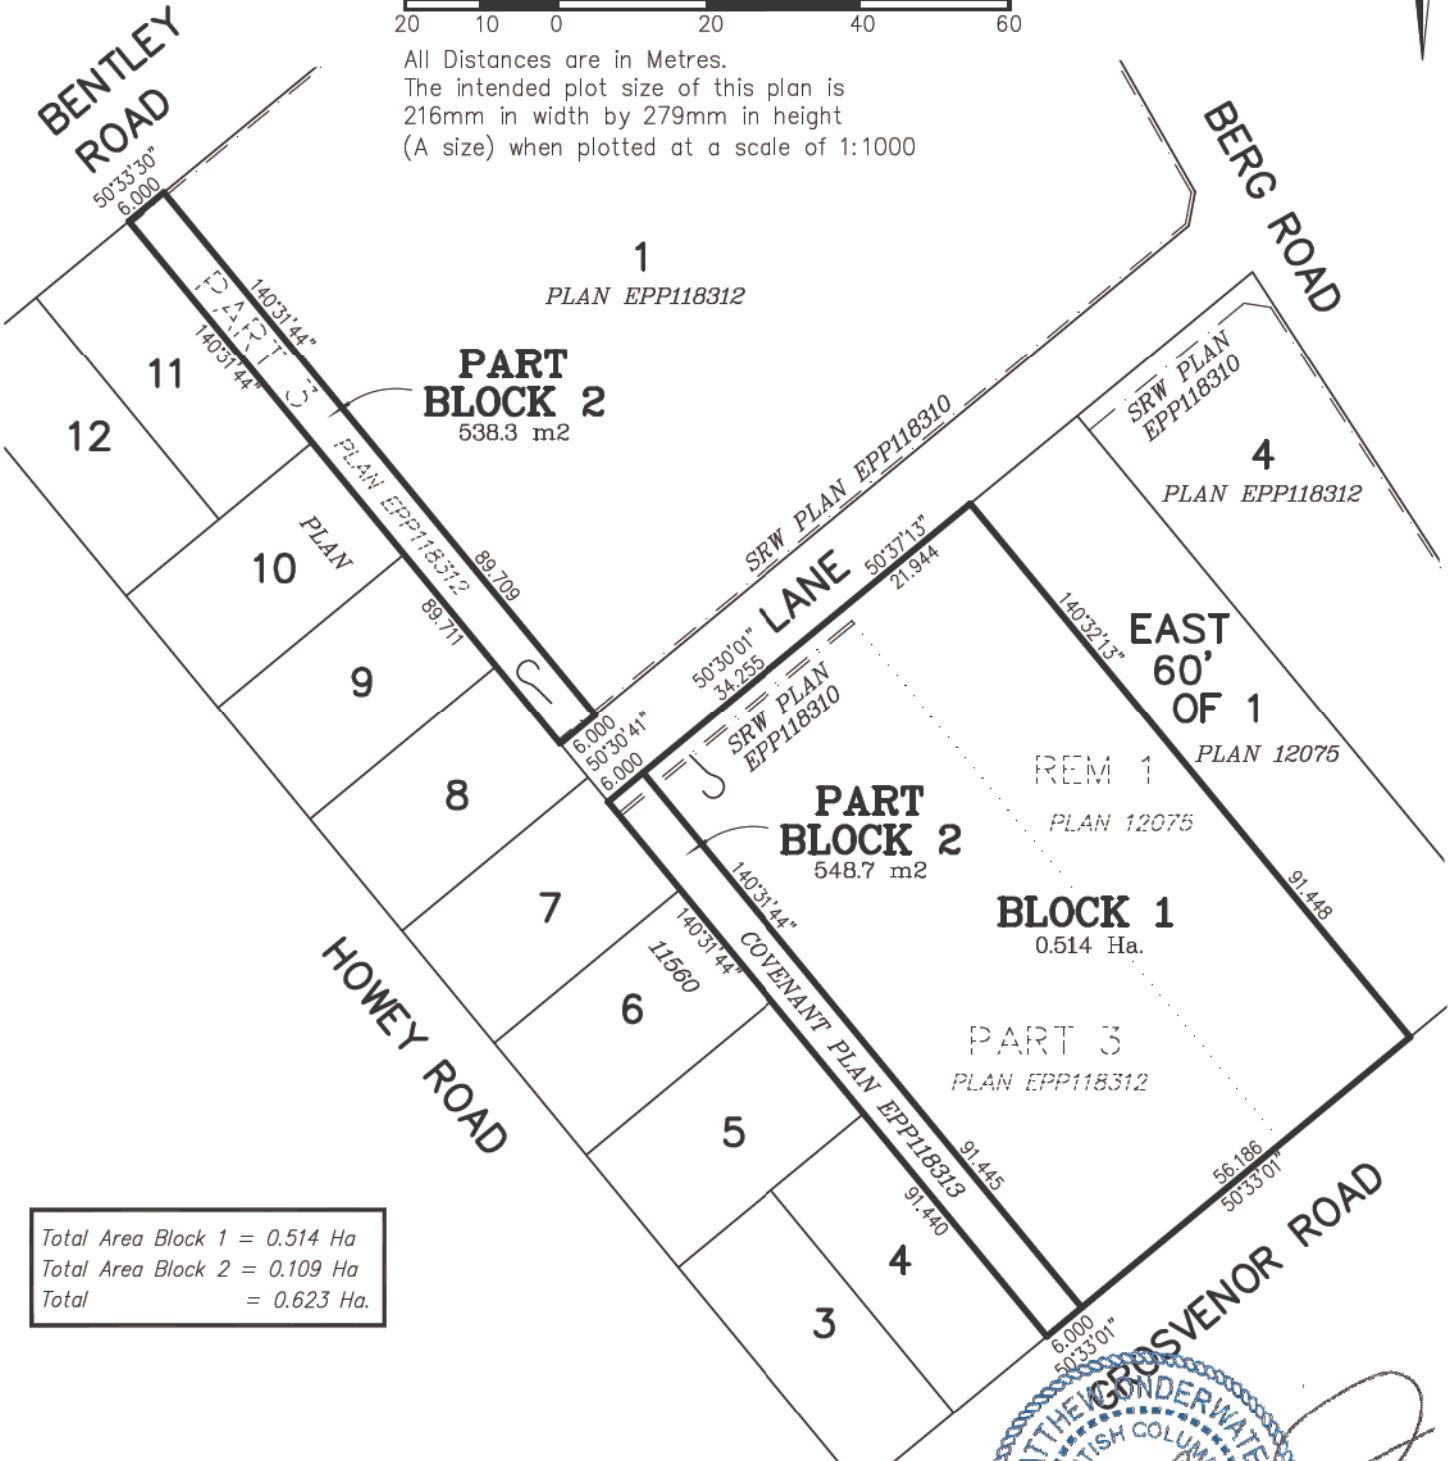 20 10 0 20 40 60
All Distances are in Metres.
The intended plot size of this plan is
216mm in width by 279mm in height
(A size) when plotted at a scale of 1:1000
BENTLEY
ROAD
50°33'30"
6.000
BERG ROAD
1
PLAN EPP118312
140°31'44"
PART 3
140°31'44"
PART
BLOCK 2
538.3 m2
11
12
PLAN EPP118312
10
PLAN
89.709
89.711
9
SRW PLAN EPP118310
SRW PLAN
EPP118310
4
PLAN EPP118312
LANE
50°37'13"
21.944
50°30'01"
34.255
SRW PLAN
EPP118310
140°32'13"
EAST
60'
OF 1
PLAN 12075
6.000
50°30'41"
6.000
8
REM 1
PLAN 12075
PART
BLOCK 2
548.7 m2
7
140°31'44"
140°31'44"
91.448
BLOCK 1
0.514 Ha.
11560
COVENANT PLAN EPP118313
6
HOWEY ROAD
PART 3
PLAN EPP118312
5
91.445
91.440
56.186
50°33'01"
4
3
GROSVENOR ROAD
6.000
50°33'01"
Total Area Block 1 = 0.514 Ha
Total Area Block 2 = 0.109 Ha
Total = 0.623 Ha.
ATTHEW ONDERWATE
TISH COLUM